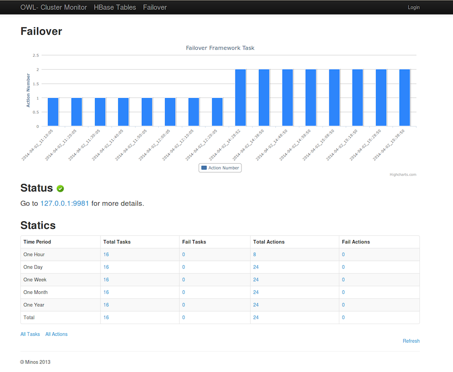 OWL- Cluster Monitor HBase Tables Failover Login
Failover
Failover Framework Task
Action Number
2.5
2
1.5
1
0.5
0
Action Number
Highcharts.com
Status
Go to 127.0.0.1:9981 for more details.
Statics
Time Period Total Tasks Fail Tasks Total Actions Fail Actions
One Hour 16 0 8 0
One Day 16 0 24 0
One Week 16 0 24 0
One Month 16 0 24 0
One Year 16 0 24 0
Total 16 0 24 0
All Tasks All Actions
Refresh
© Minos 2013